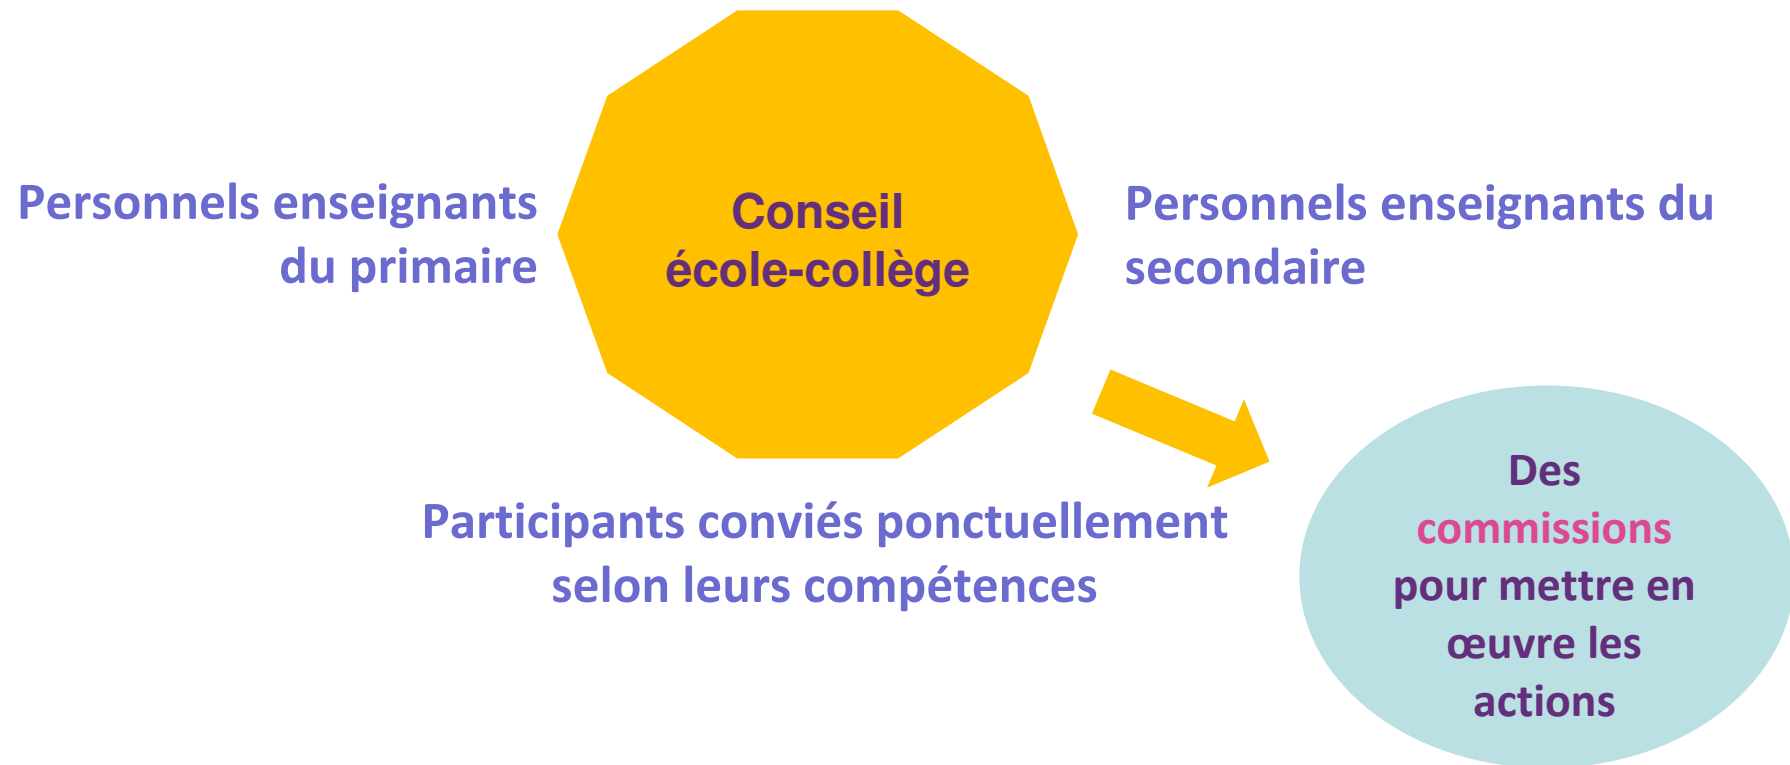 Personnels enseignants
du primaire
Conseil
école-collège
Personnels enseignants du
secondaire
Participants conviés ponctuellement
selon leurs compétences
Des
commissions
pour mettre en
œuvre les
actions